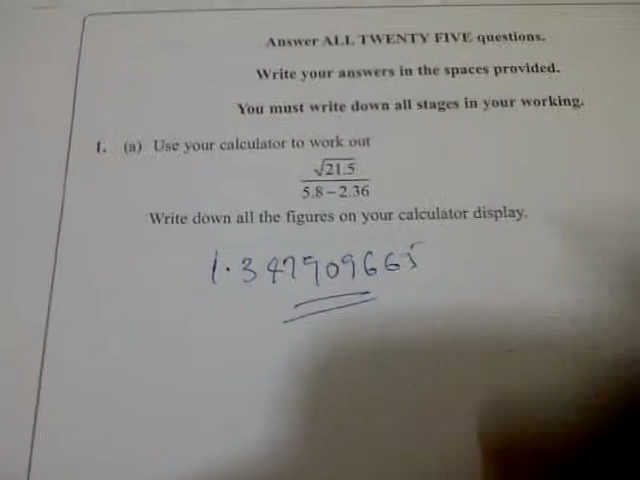 Answer ALL TWENTY FIVE questions.
Write your answers in the spaces provided.
You must write down all stages in your working.
1. (a) Use your calculator to work out
√21.5
5.8 – 2.36
Write down all the figures on your calculator display.
1.347909665